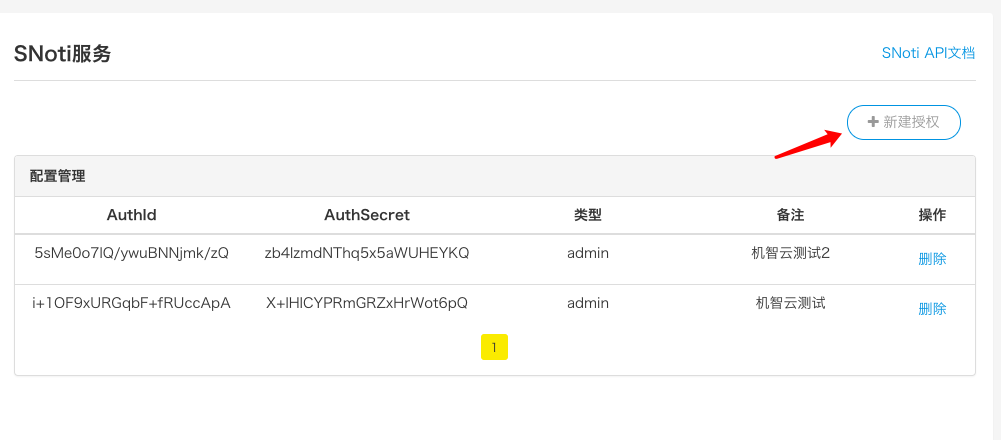 SNoti服务
SNoti API文档
新建授权
配置管理
AuthId AuthSecret 类型 备注 操作
5sMe0o7lQ/ywuBNNjmk/zQ zb4lzmdNThq5x5aWUHEYKQ admin 机智云测试2 删除
i+1OF9xURGqbF+fRUccApA X+lHlCYPRmGRZxHrWot6pQ admin 机智云测试 删除
1